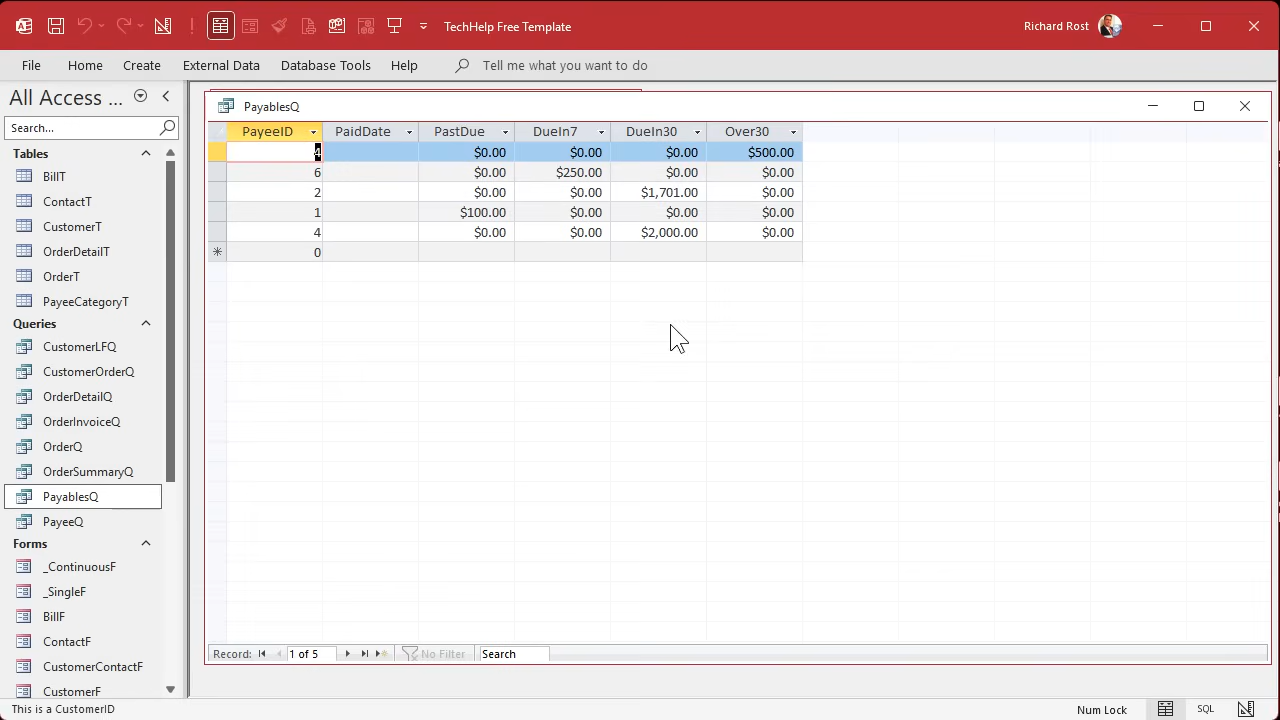 TechHelp Free Template
Richard Rost
File Home Create External Data Database Tools Help Tell me what you want to do
All Access ...
Search...
Tables
BillT
ContactT
CustomerT
OrderDetailT
OrderT
PayeeCategoryT
Queries
CustomerLFQ
CustomerOrderQ
OrderDetailQ
OrderInvoiceQ
OrderQ
OrderSummaryQ
PayablesQ
PayeeQ
Forms
_ContinuousF
_SingleF
BillF
ContactF
CustomerContactF
CustomerF
PayablesQ
PayeeID PaidDate PastDue DueIn7 DueIn30 Over30
4 $0.00 $0.00 $0.00 $500.00
6 $0.00 $250.00 $0.00 $0.00
2 $0.00 $0.00 $1,701.00 $0.00
1 $100.00 $0.00 $0.00 $0.00
4 $0.00 $0.00 $2,000.00 $0.00
* 0
Record: 1 of 5 No Filter Search
This is a CustomerID
Num Lock SQL